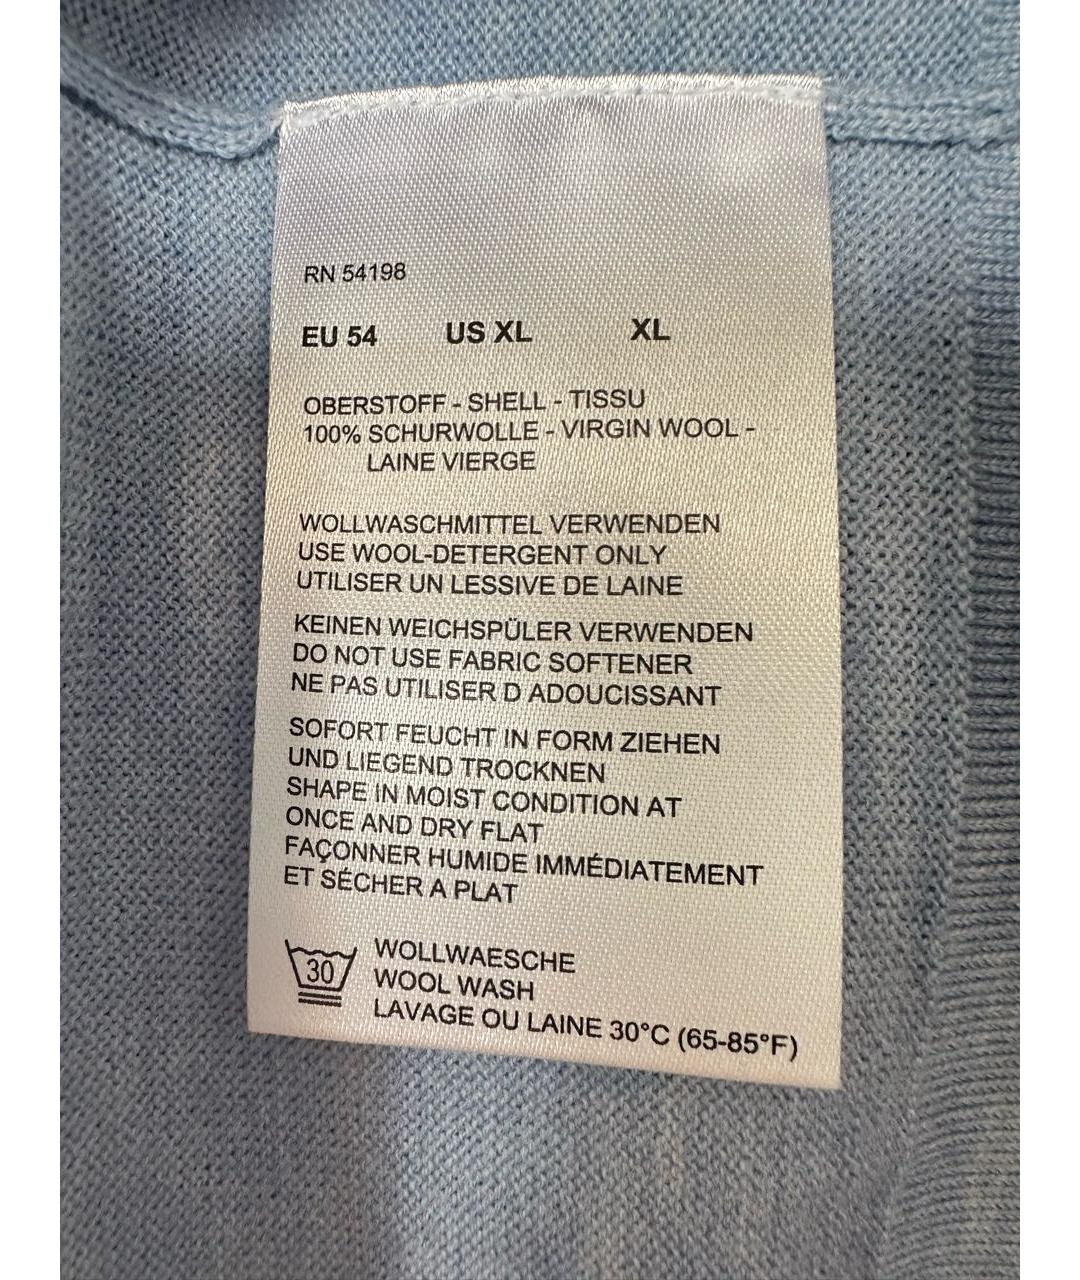 RN 54198
EU 54 US XL XL
OBERSTOFF - SHELL - TISSU
100% SCHURWOLLE - VIRGIN WOOL -
LAINE VIERGE
WOLLWASCHMITTEL VERWENDEN
USE WOOL-DETERGENT ONLY
UTILISER UN LESSIVE DE LAINE
KEINEN WEICHSPÜLER VERWENDEN
DO NOT USE FABRIC SOFTENER
NE PAS UTILISER D ADOUCISSANT
SOFORT FEUCHT IN FORM ZIEHEN
UND LIEGEND TROCKNEN
SHAPE IN MOIST CONDITION AT
ONCE AND DRY FLAT
FAÇONNER HUMIDE IMMÉDIATEMENT
ET SÉCHER A PLAT
30 WOLLWAESCHE
WOOL WASH
LAVAGE OU LAINE 30°C (65-85°F)